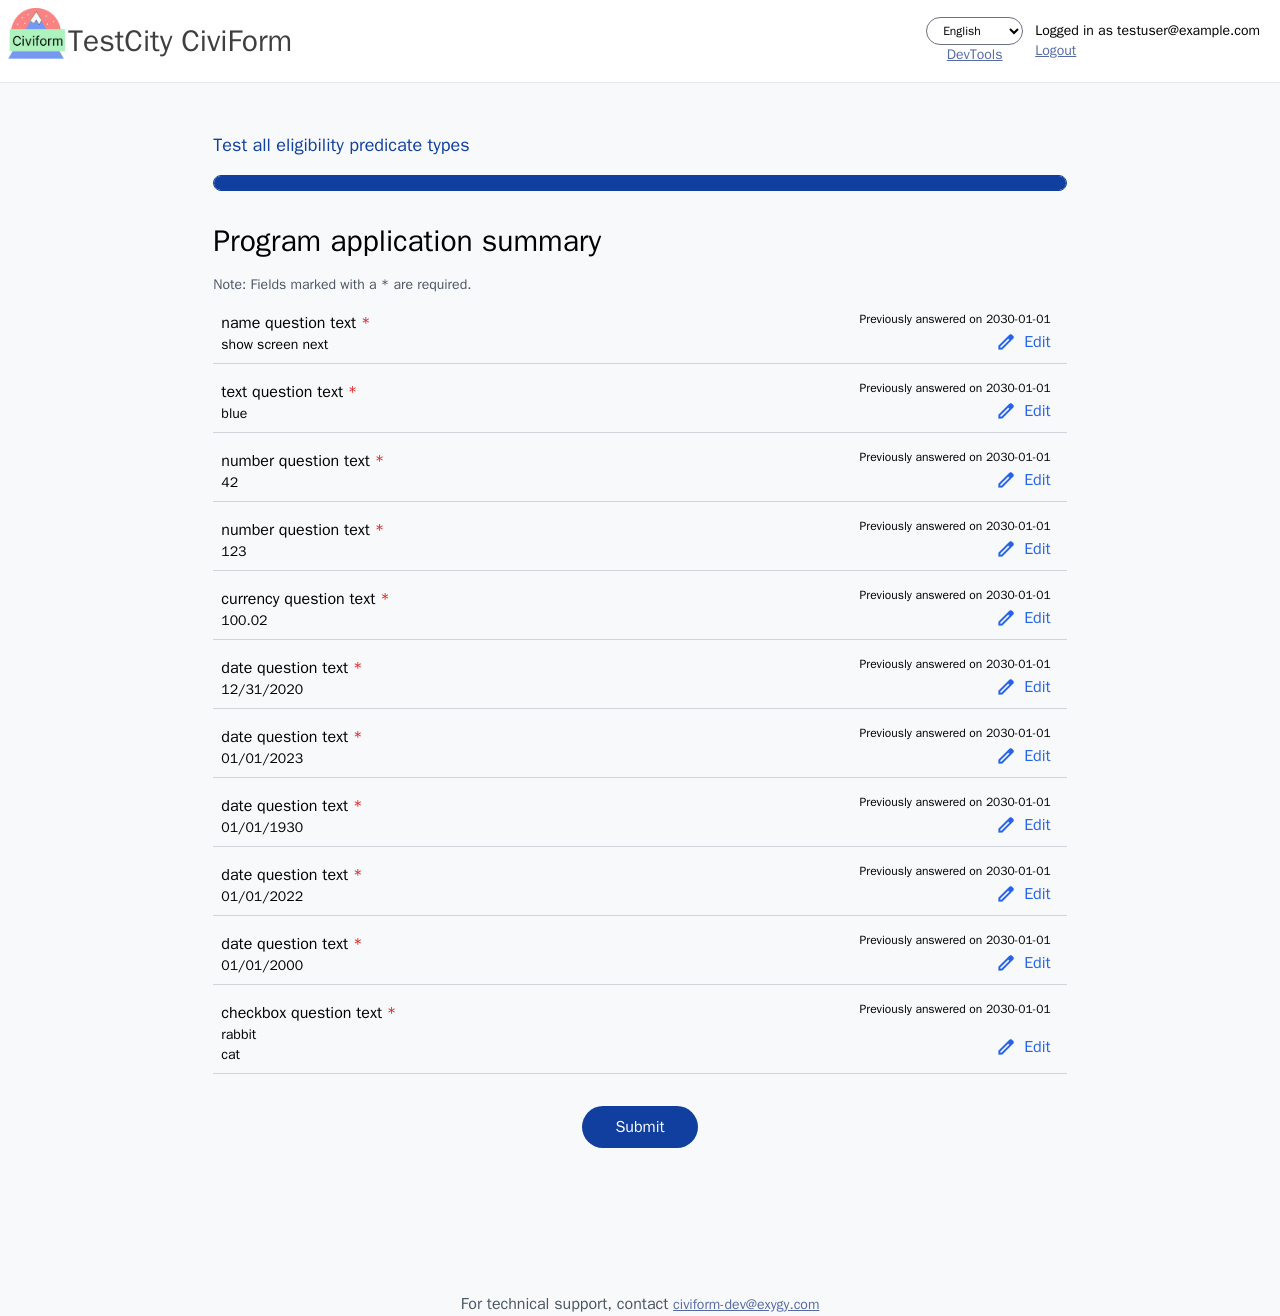 Civiform
TestCity CiviForm
English
Logged in as testuser@example.com
DevTools
Logout
Test all eligibility predicate types
Program application summary
Note: Fields marked with a * are required.
name question text *
Previously answered on 2030-01-01
show screen next
Edit
text question text *
Previously answered on 2030-01-01
blue
Edit
number question text *
Previously answered on 2030-01-01
42
Edit
number question text *
Previously answered on 2030-01-01
123
Edit
currency question text *
Previously answered on 2030-01-01
100.02
Edit
date question text *
Previously answered on 2030-01-01
12/31/2020
Edit
date question text *
Previously answered on 2030-01-01
01/01/2023
Edit
date question text *
Previously answered on 2030-01-01
01/01/1930
Edit
date question text *
Previously answered on 2030-01-01
01/01/2022
Edit
date question text *
Previously answered on 2030-01-01
01/01/2000
Edit
checkbox question text *
Previously answered on 2030-01-01
rabbit
cat
Edit
Submit
For technical support, contact civiform-dev@exygy.com